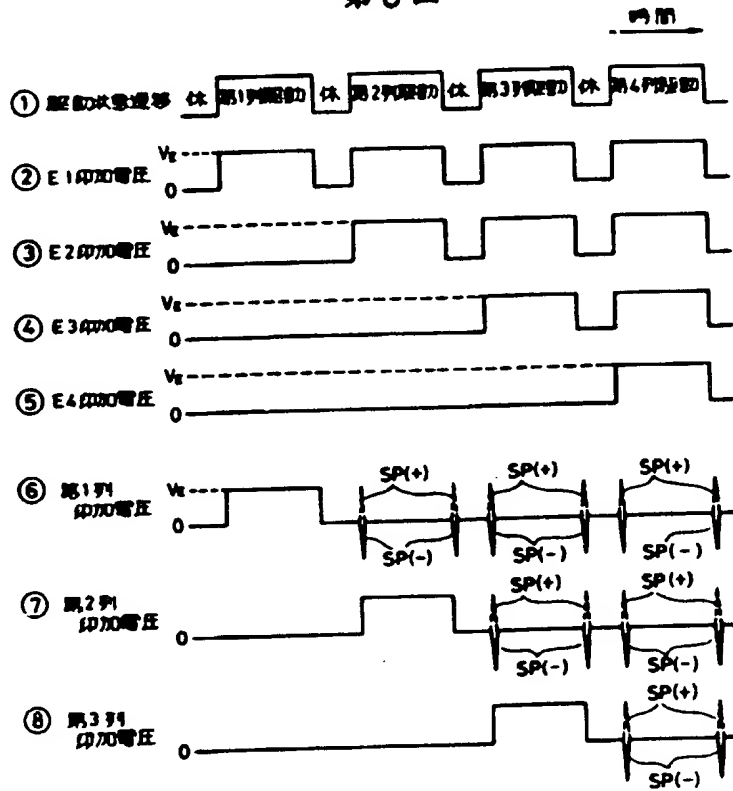 時間
① 駆動状態遷移 休 第1列駆動 休 第2列駆動 休 第3列駆動 休 第4列駆動
② E1印加電圧 VE 0
③ E2印加電圧 VE 0
④ E3印加電圧 VE 0
⑤ E4印加電圧 VE 0
⑥ 第1列 印加電圧 VE 0 SP(+) SP(+) SP(+)
SP(-) SP(-) SP(-)
⑦ 第2列 印加電圧 0 SP(+) SP(+)
SP(-) SP(-)
⑧ 第3列 印加電圧 0 SP(+)
SP(-)